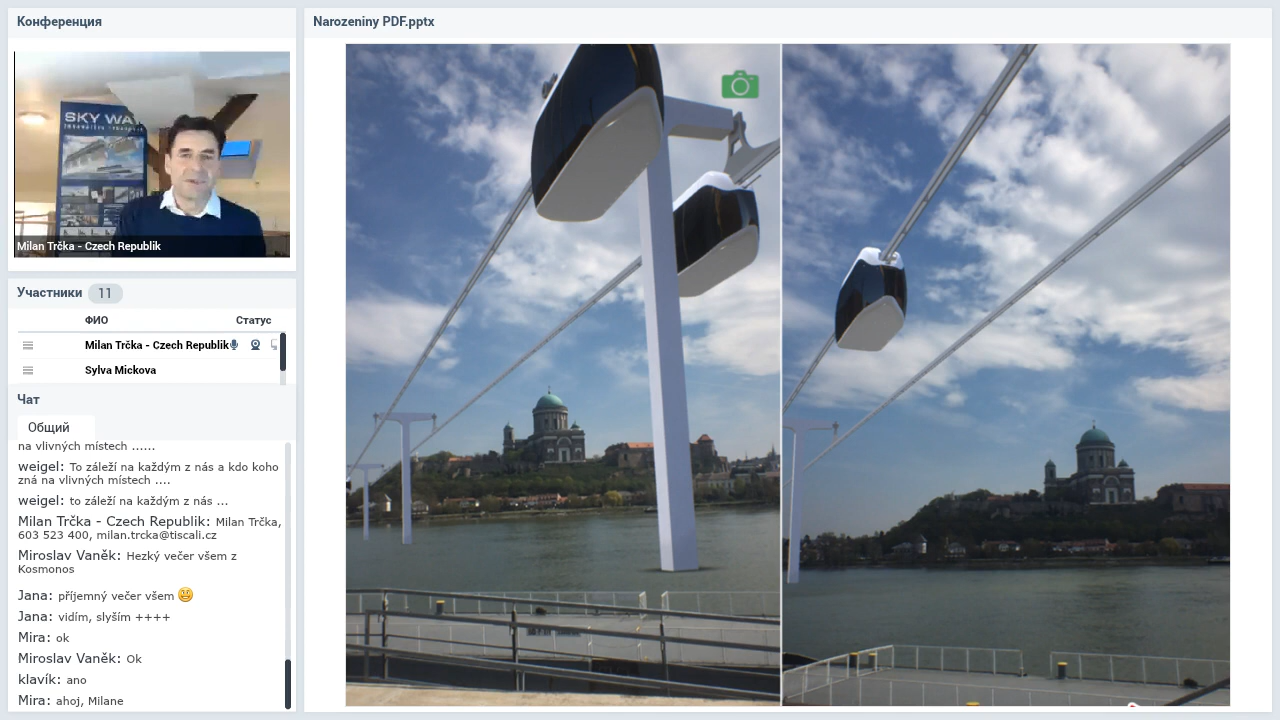 Конференция
Narozeniny PDF.pptx
SKY WA
Milan Trčka - Czech Republik
Участники 11
ФИО Статус
Milan Trčka - Czech Republik
Sylva Mickova
Чат
Общий
na vlivných místech ......
weigel: To záleží na každým z nás a kdo koho
zná na vlivných místech ....
weigel: to záleží na každým z nás ...
Milan Trčka - Czech Republik: Milan Trčka,
603 523 400, milan.trcka@tiscali.cz
Miroslav Vaněk: Hezký večer všem z
Kosmonos
Jana: příjemný večer všem
Jana: vidím, slyším ++++
Mira: ok
Miroslav Vaněk: Ok
klavík: ano
Mira: ahoj, Milane